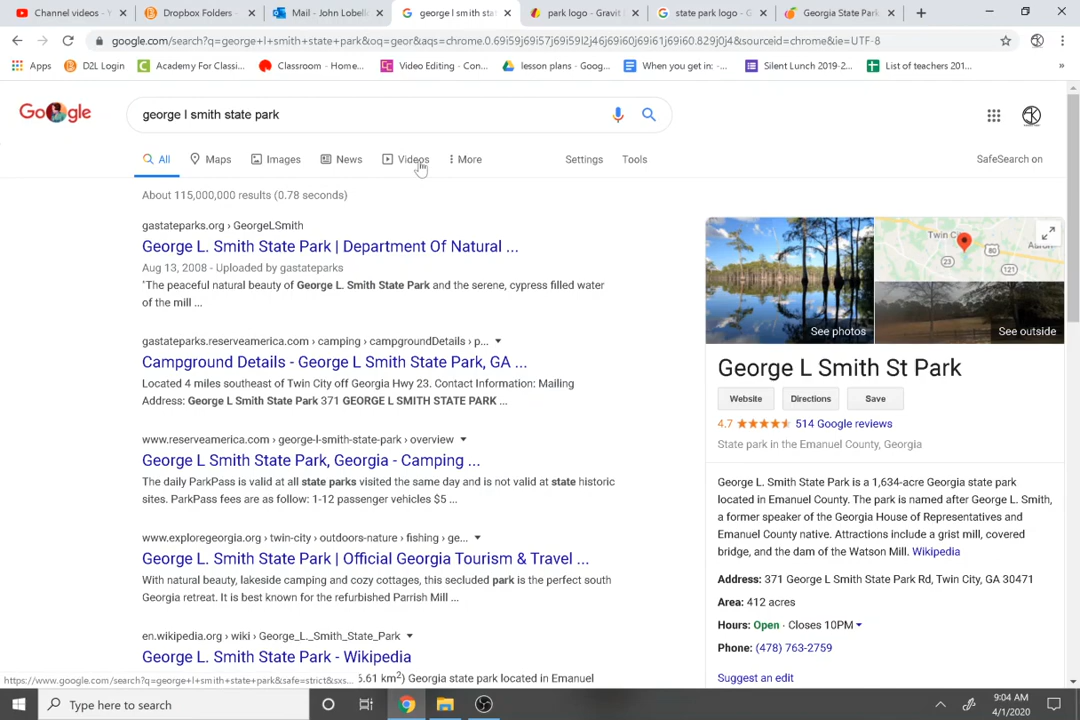 Channel videos - Y
Dropbox Folders -
Mail - John Lobell
george l smith sta
park logo - Gravit
state park logo - G
Georgia State Park
google.com/search?q=george+l+smith+state+park&oq=geor&aqs=chrome.0.69i59j69i57j69i59l2j46j69i60j69i61j69i60.829j0j4&sourceid=chrome&ie=UTF-8
Apps
D2L Login
Academy For Classi...
Classroom - Home...
Video Editing - Con...
lesson plans - Goog...
When you get in: -...
Silent Lunch 2019-2...
List of teachers 201...
Google
george l smith state park
All
Maps
Images
News
Videos
More
Settings
Tools
SafeSearch on
About 115,000,000 results (0.78 seconds)
gastateparks.org › GeorgeLSmith
George L. Smith State Park | Department Of Natural ...
Aug 13, 2008 - Uploaded by gastateparks
"The peaceful natural beauty of George L. Smith State Park and the serene, cypress filled water
of the mill ...
gastateparks.reserveamerica.com › camping › campgroundDetails › p...
Campground Details - George L Smith State Park, GA ...
Located 4 miles southeast of Twin City off Georgia Hwy 23. Contact Information: Mailing
Address: George L Smith State Park 371 GEORGE L SMITH STATE PARK ...
www.reserveamerica.com › george-l-smith-state-park › overview
George L Smith State Park, Georgia - Camping ...
The daily ParkPass is valid at all state parks visited the same day and is not valid at state historic
sites. ParkPass fees are as follow: 1-12 passenger vehicles $5 ...
www.exploregeorgia.org › twin-city › outdoors-nature › fishing › ge...
George L. Smith State Park | Official Georgia Tourism & Travel ...
With natural beauty, lakeside camping and cozy cottages, this secluded park is the perfect south
Georgia retreat. It is best known for the refurbished Parrish Mill ...
en.wikipedia.org › wiki › George_L._Smith_State_Park
George L. Smith State Park - Wikipedia
6.61 km2) Georgia state park located in Emanuel
https://www.google.com/search?q=george+l+smith+state+park&safe=strict&sxs...
Twin City
23
80
121
See photos
See outside
George L Smith St Park
Website
Directions
Save
4.7
514 Google reviews
State park in the Emanuel County, Georgia
George L. Smith State Park is a 1,634-acre Georgia state park
located in Emanuel County. The park is named after George L. Smith,
a former speaker of the Georgia House of Representatives and
Emanuel County native. Attractions include a grist mill, covered
bridge, and the dam of the Watson Mill. Wikipedia
Address: 371 George L Smith State Park Rd, Twin City, GA 30471
Area: 412 acres
Hours: Open · Closes 10PM
Phone: (478) 763-2759
Suggest an edit
Type here to search
9:04 AM
4/1/2020